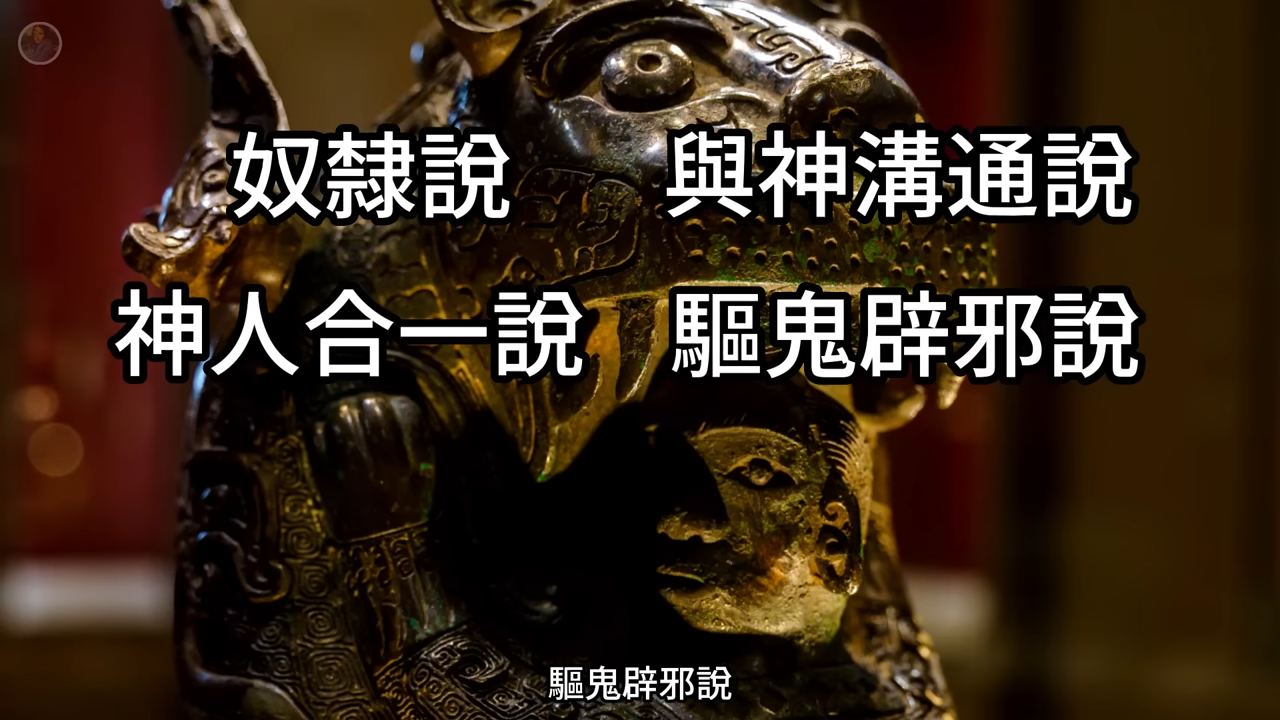 奴隸說 與神溝通說
神人合一說 驅鬼辟邪說
驅鬼辟邪說